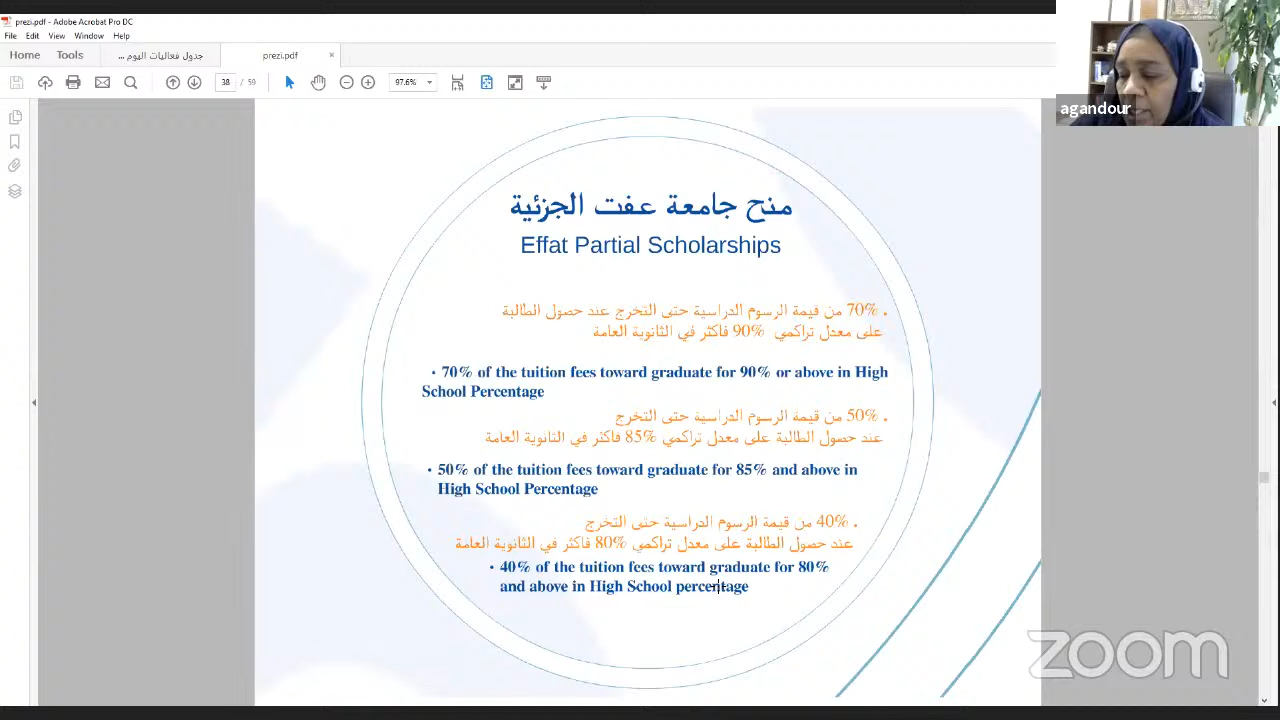 prezi.pdf - Adobe Acrobat Pro DC
File Edit View Window Help
Home Tools جدول فعاليات اليوم ... prezi.pdf ×
38 / 59 97.6%
agandour
منح جامعة عفت الجزئية
Effat Partial Scholarships
. 70% من قيمة الرسوم الدراسية حتى التخرج عند حصول الطالبة
على معدل تراكمي 90% فاكثر في الثانوية العامة
· 70% of the tuition fees toward graduate for 90% or above in High
School Percentage
. 50% من قيمة الرسوم الدراسية حتى التخرج
عند حصول الطالبة على معدل تراكمي 85% فاكثر في الثانوية العامة
· 50% of the tuition fees toward graduate for 85% and above in
High School Percentage
. 40% من قيمة الرسوم الدراسية حتى التخرج
عند حصول الطالبة على معدل تراكمي 80% فاكثر في الثانوية العامة
· 40% of the tuition fees toward graduate for 80%
and above in High School percentage
zoom